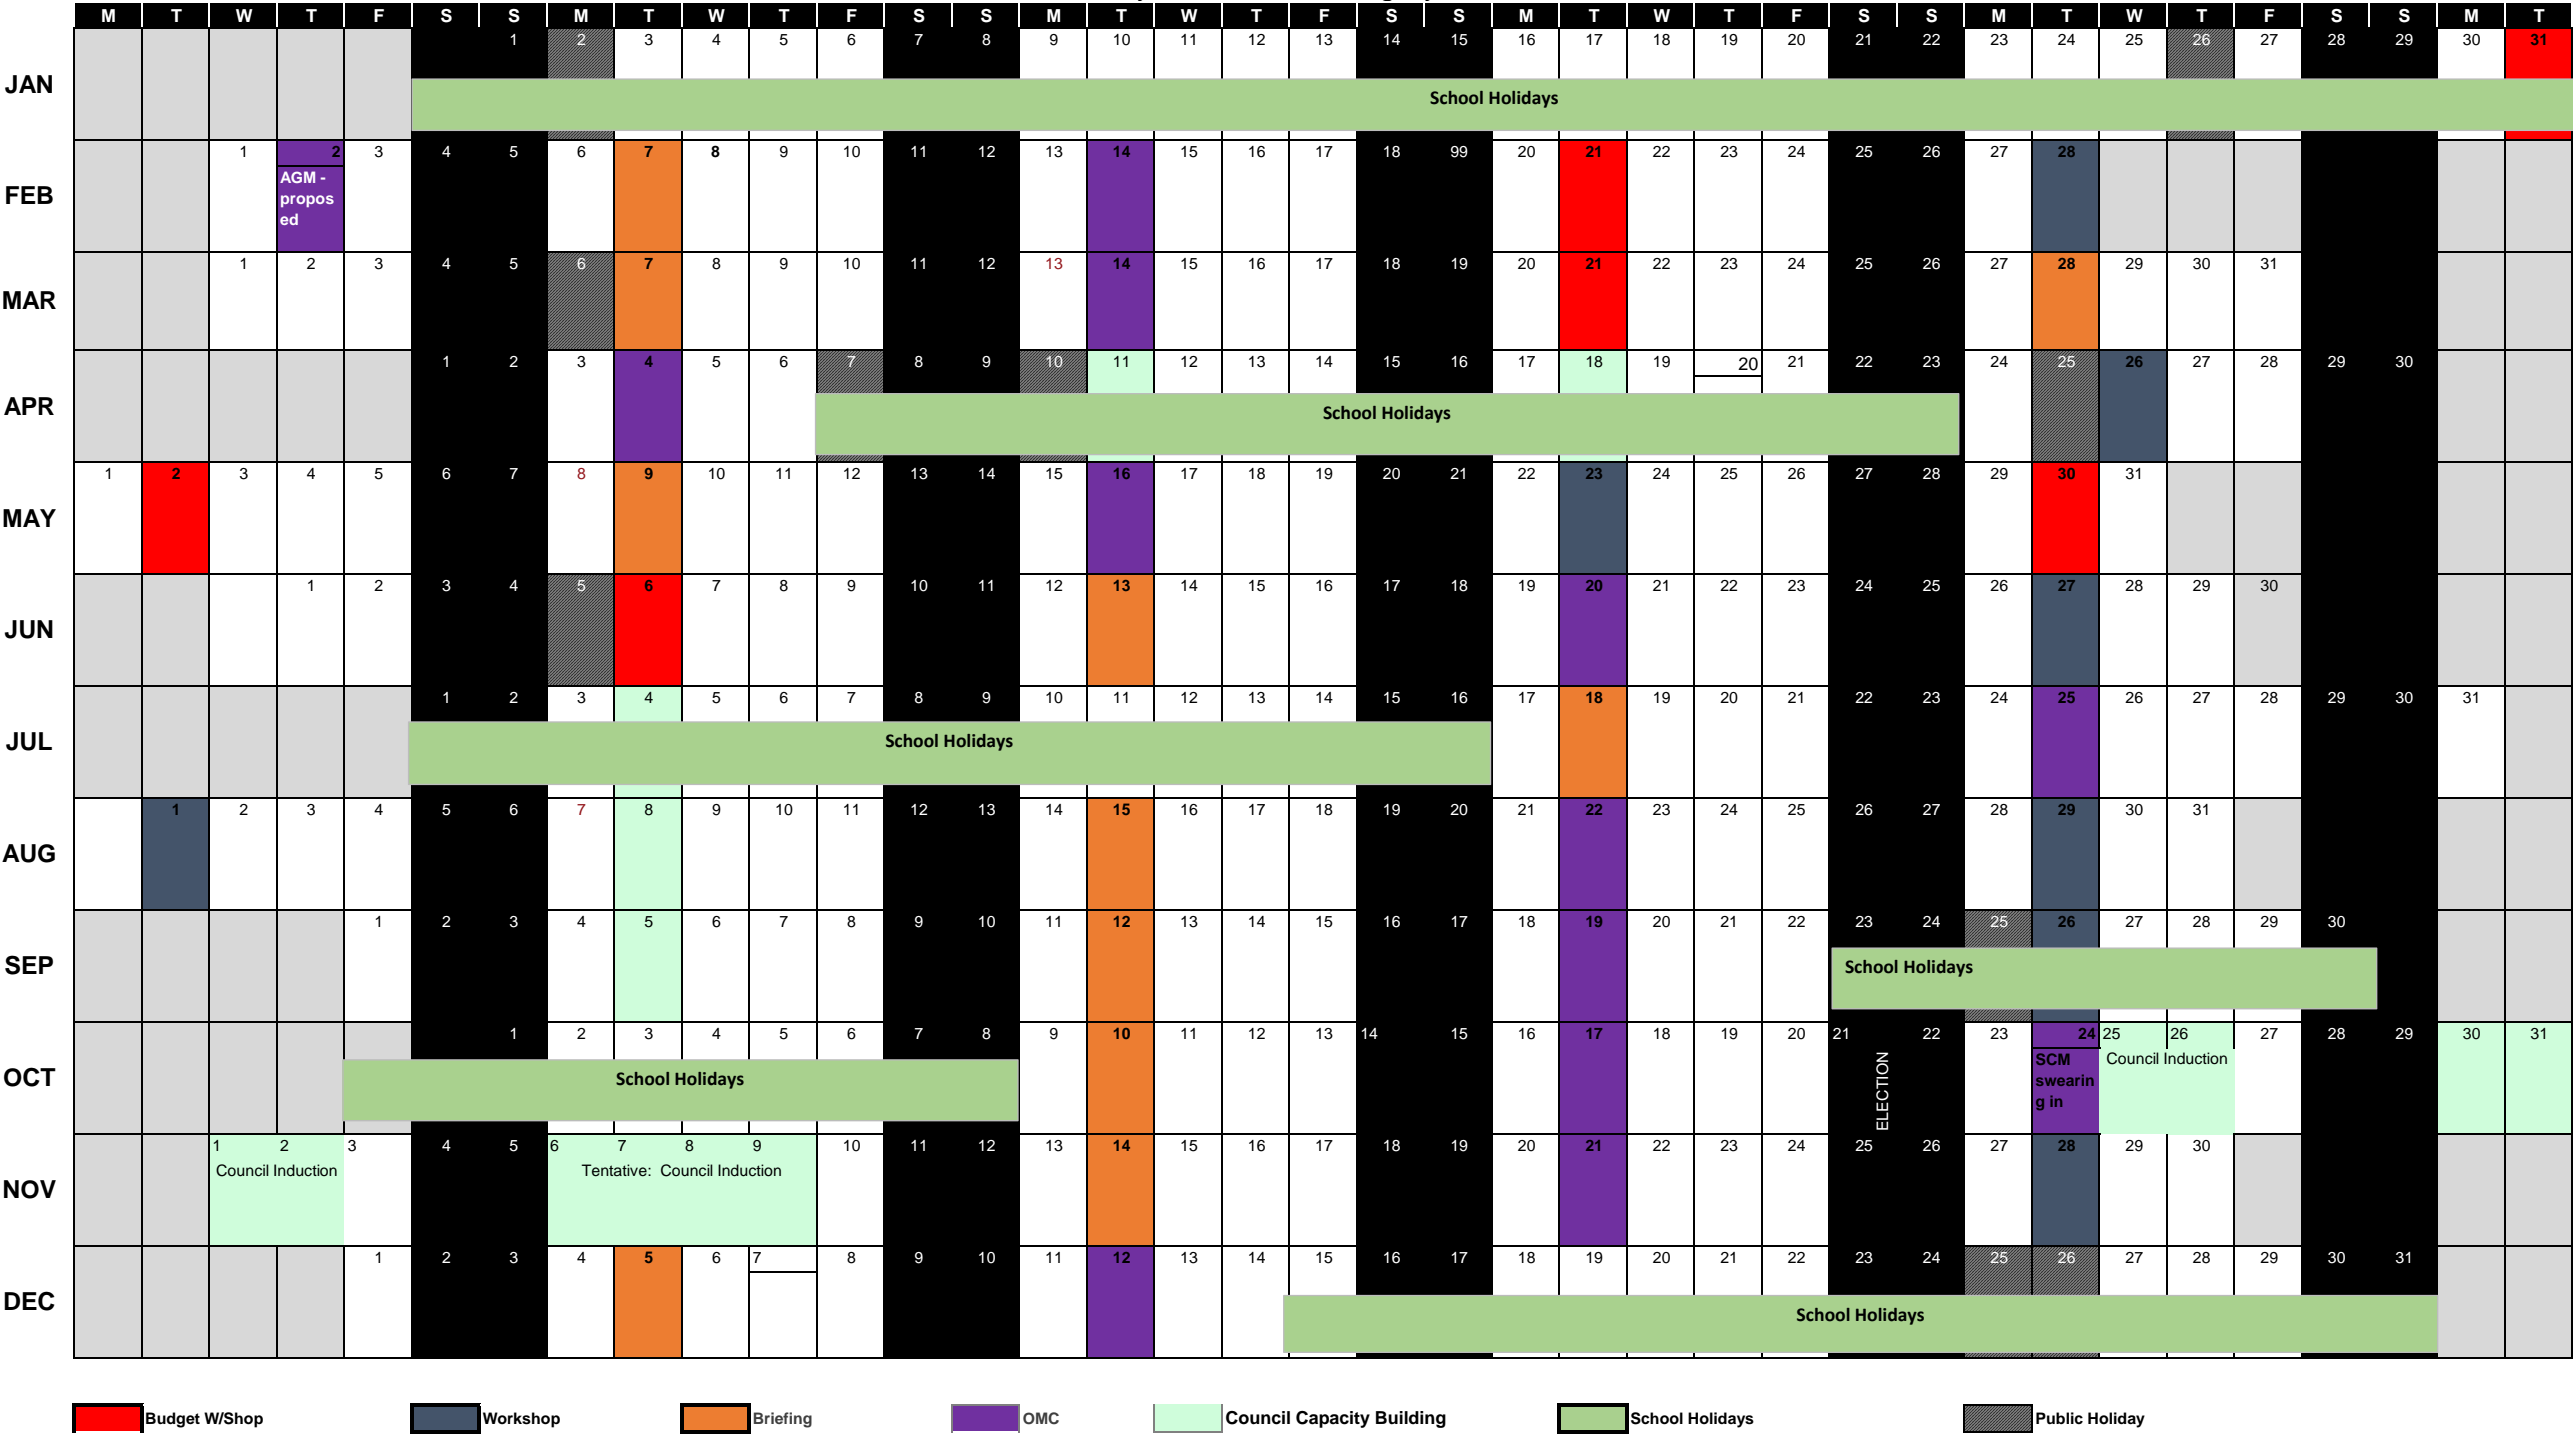 M T W T F S S M T W T F S S M T W T F S S M T W T F S S M T W T F S S M T
JAN 1 2 3 4 5 6 7 8 9 10 11 12 13 14 15 16 17 18 19 20 21 22 23 24 25 26 27 28 29 30 31
School Holidays
FEB 1 2 3 4 5 6 7 8 9 10 11 12 13 14 15 16 17 18 99 20 21 22 23 24 25 26 27 28
AGM -
propos
ed
MAR 1 2 3 4 5 6 7 8 9 10 11 12 13 14 15 16 17 18 19 20 21 22 23 24 25 26 27 28 29 30 31
APR 1 2 3 4 5 6 7 8 9 10 11 12 13 14 15 16 17 18 19 20 21 22 23 24 25 26 27 28 29 30
School Holidays
MAY 1 2 3 4 5 6 7 8 9 10 11 12 13 14 15 16 17 18 19 20 21 22 23 24 25 26 27 28 29 30 31
JUN 1 2 3 4 5 6 7 8 9 10 11 12 13 14 15 16 17 18 19 20 21 22 23 24 25 26 27 28 29 30
JUL 1 2 3 4 5 6 7 8 9 10 11 12 13 14 15 16 17 18 19 20 21 22 23 24 25 26 27 28 29 30 31
School Holidays
AUG 1 2 3 4 5 6 7 8 9 10 11 12 13 14 15 16 17 18 19 20 21 22 23 24 25 26 27 28 29 30 31
SEP 1 2 3 4 5 6 7 8 9 10 11 12 13 14 15 16 17 18 19 20 21 22 23 24 25 26 27 28 29 30
School Holidays
OCT 1 2 3 4 5 6 7 8 9 10 11 12 13 14 15 16 17 18 19 20 21 22 23 24 25 26 27 28 29 30 31
School Holidays
ELECTION
SCM
swearin
g in
Council Induction
NOV 1 2 3 4 5 6 7 8 9 10 11 12 13 14 15 16 17 18 19 20 21 22 23 24 25 26 27 28 29 30
Council Induction
Tentative: Council Induction
DEC 1 2 3 4 5 6 7 8 9 10 11 12 13 14 15 16 17 18 19 20 21 22 23 24 25 26 27 28 29 30 31
School Holidays
Budget W/Shop Workshop Briefing OMC Council Capacity Building School Holidays Public Holiday